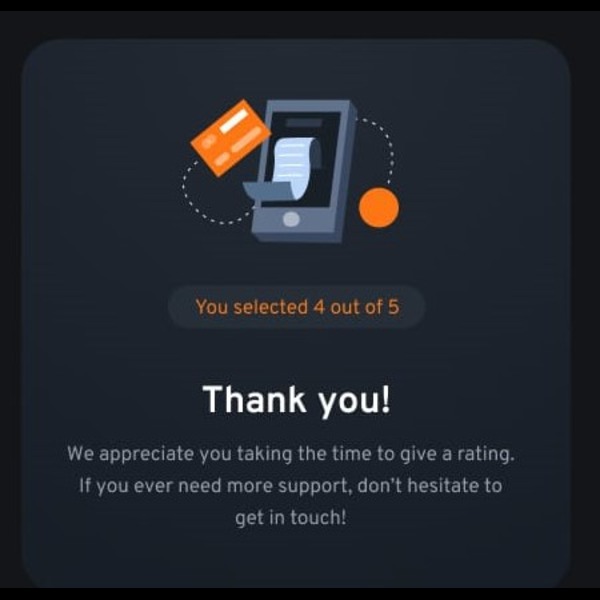 You selected 4 out of 5
Thank you!
We appreciate you taking the time to give a rating.
If you ever need more support, don’t hesitate to
get in touch!